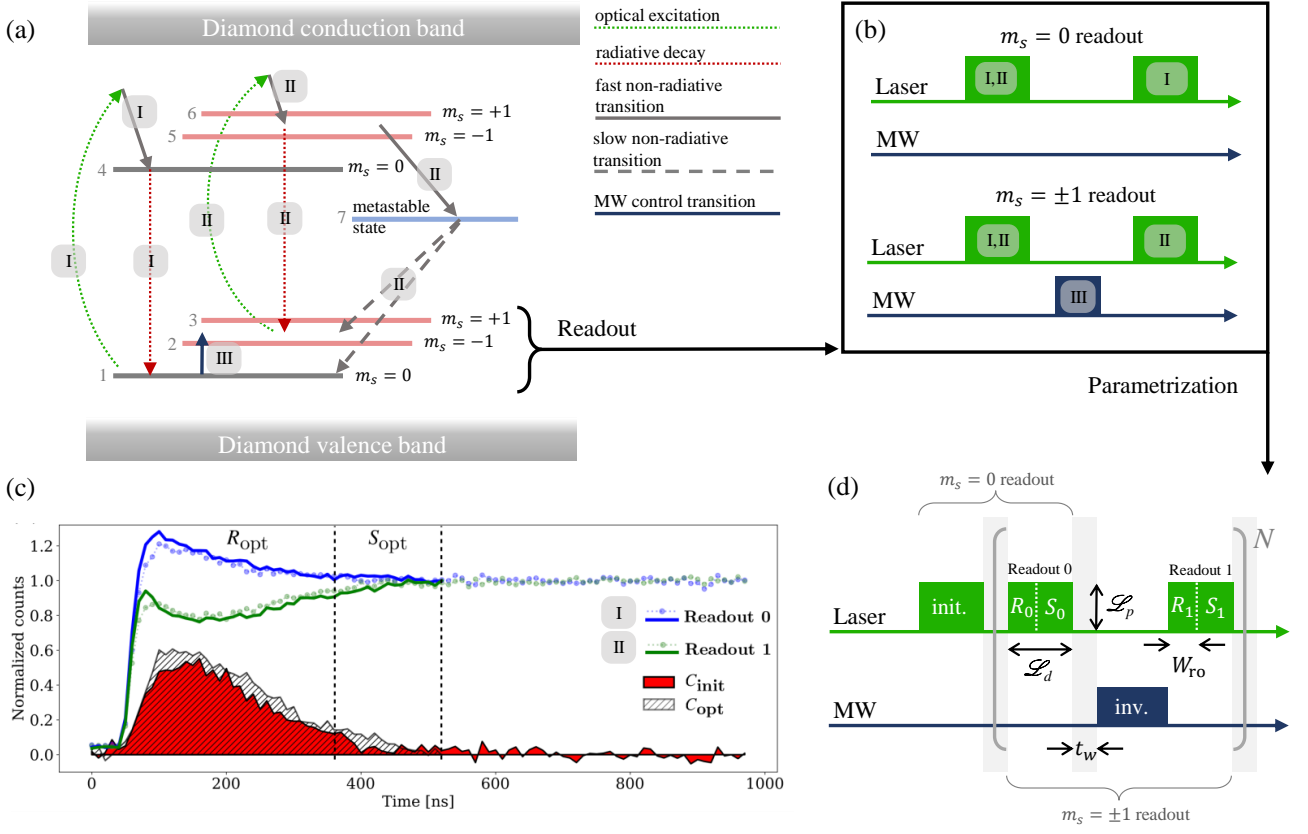 (a)
Diamond conduction band
I
II
6
m_s = +1
5
m_s = −1
4
m_s = 0
II
7
metastable
state
I
I
II
II
II
3
m_s = +1
2
m_s = −1
III
1
m_s = 0
Diamond valence band
optical excitation
radiative decay
fast non-radiative
transition
slow non-radiative
transition
MW control transition
Readout
(b)
m_s = 0 readout
Laser
I,II
I
MW
m_s = ±1 readout
Laser
I,II
II
MW
III
Parametrization
(c)
R_opt
S_opt
Normalized counts
1.2
1.0
0.8
0.6
0.4
0.2
0.0
I
Readout 0
II
Readout 1
C_init
C_opt
0
200
400
600
800
1000
Time [ns]
(d)
m_s = 0 readout
N
Readout 0
Readout 1
Laser
init.
R_0
S_0
ℒ_p
R_1
S_1
ℒ_d
W_ro
MW
inv.
t_w
m_s = ±1 readout